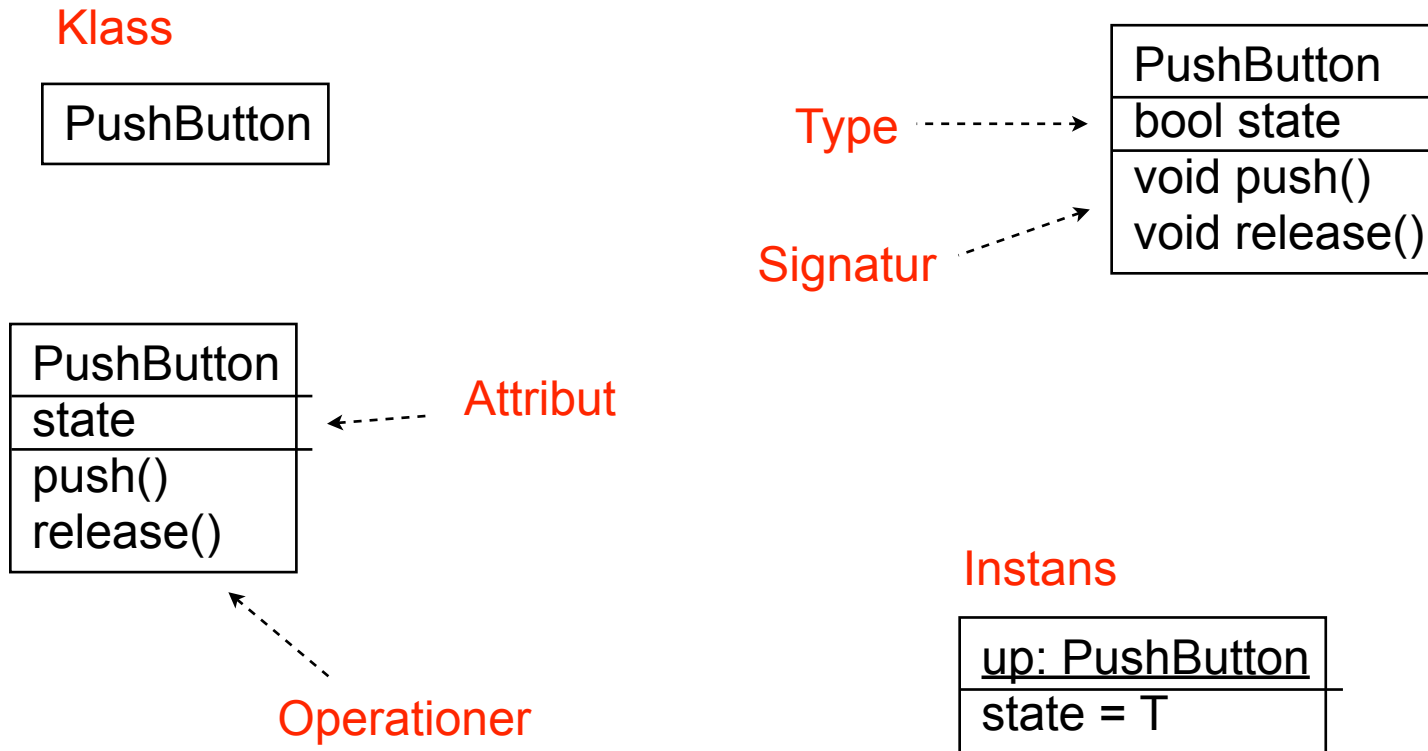 Klass
PushButton
PushButton
state
push()
release()
Attribut
Operationer
Type
Signatur
PushButton
bool state
void push()
void release()
Instans
up: PushButton
state = T